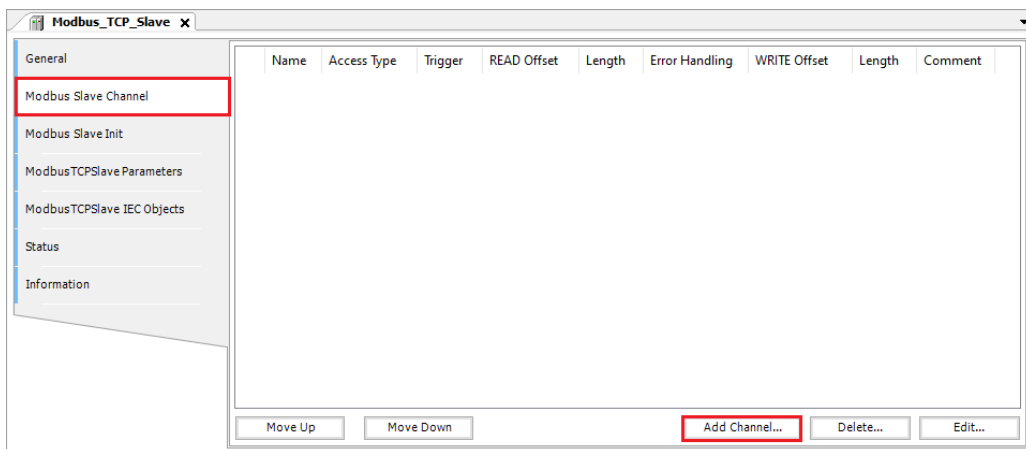 Modbus_TCP_Slave X
General
Modbus Slave Channel
Modbus Slave Init
ModbusTCPSlave Parameters
ModbusTCPSlave IEC Objects
Status
Information
Name Access Type Trigger READ Offset Length Error Handling WRITE Offset Length Comment
Move Up Move Down Add Channel... Delete... Edit...